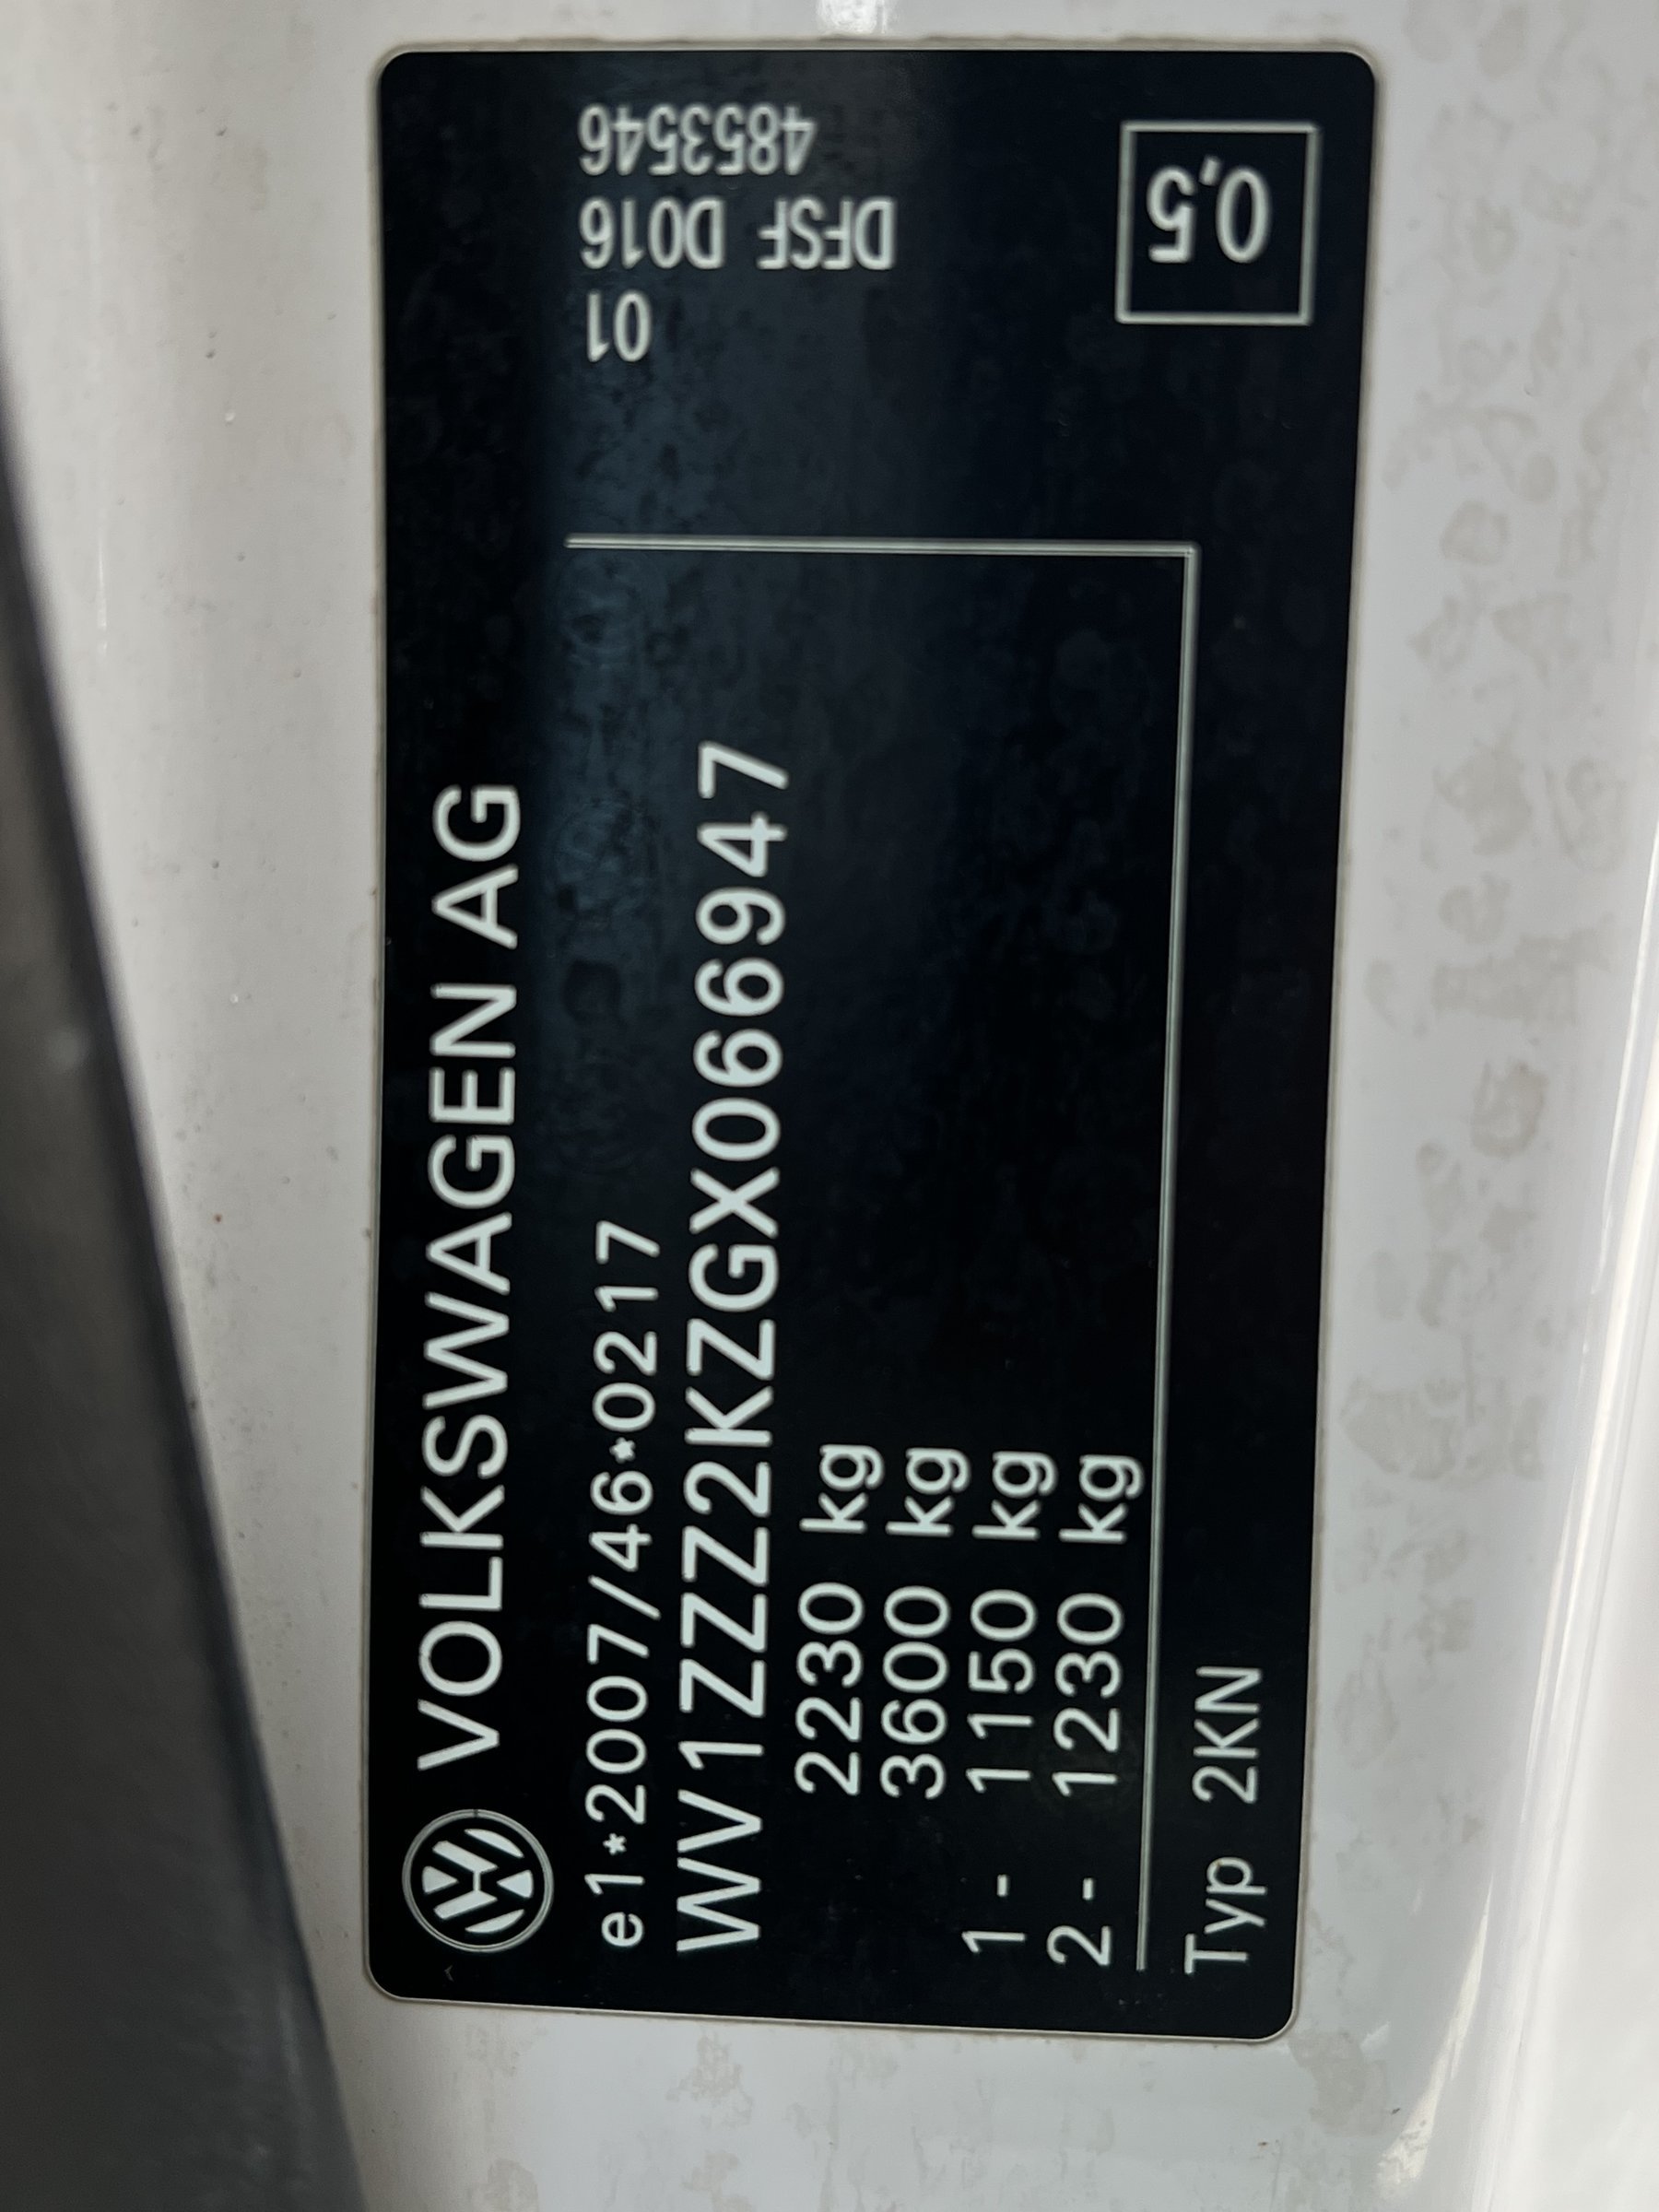 VOLKSWAGEN AG
e1*2007/46*0217
WV1ZZZ2KZGX066947
2230 kg
3600 kg
1 - 1150 kg
2 - 1230 kg
Typ 2KN
4853546
DFSF D016
01
0,5